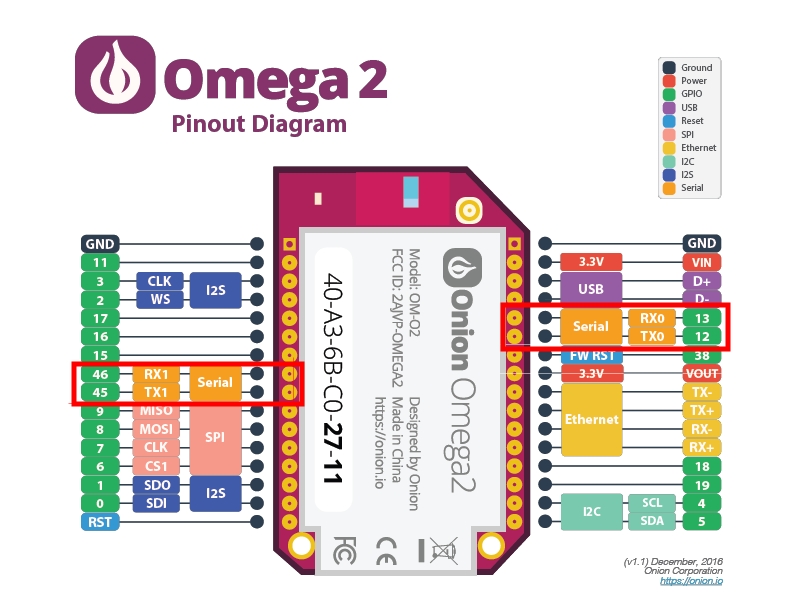 Omega 2
Pinout Diagram
Ground
Power
GPIO
USB
Reset
SPI
Ethernet
I2C
I2S
Serial
GND
11
3 CLK I2S
2 WS
17
16
15
46 RX1 Serial
45 TX1
9 MISO SPI
8 MOSI
7 CLK
6 CS1
1 SDO I2S
0 SDI
RST
40-A3-6B-C0-27-11
Model: OM-O2
FCC ID: 2AJVP-OMEGA2
Designed by Onion
Made in China
https://onion.io
Onion Omega2
FC CE
GND
3.3V VIN
USB D+
D-
Serial RX0 13
TX0 12
FW RST 38
3.3V VOUT
Ethernet TX-
TX+
RX-
RX+
18
19
I2C SCL 4
SDA 5
(v1.1) December, 2016
Onion Corporation
https://onion.io